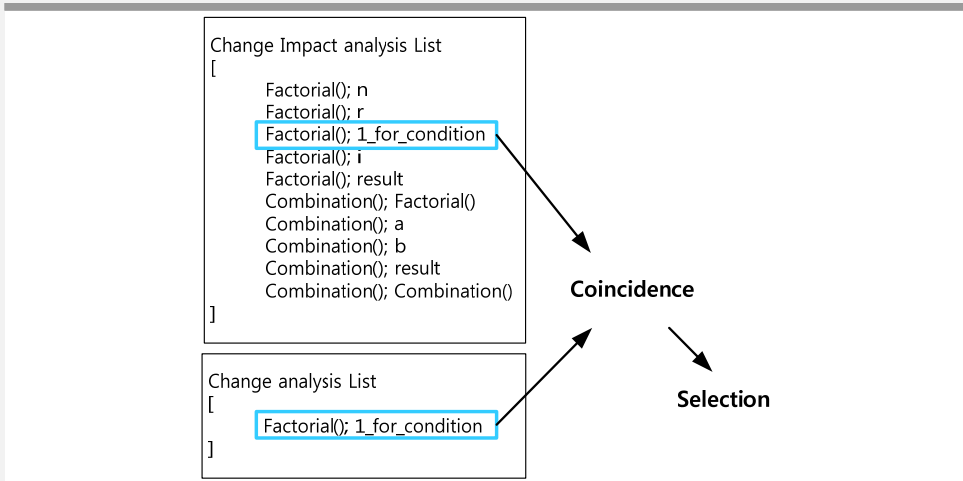 Change Impact analysis List
[
Factorial(); n
Factorial(); r
Factorial(); 1_for_condition
Factorial(); i
Factorial(); result
Combination(); Factorial()
Combination(); a
Combination(); b
Combination(); result
Combination(); Combination()
]
Coincidence
Change analysis List
[
Factorial(); 1_for_condition
]
Selection